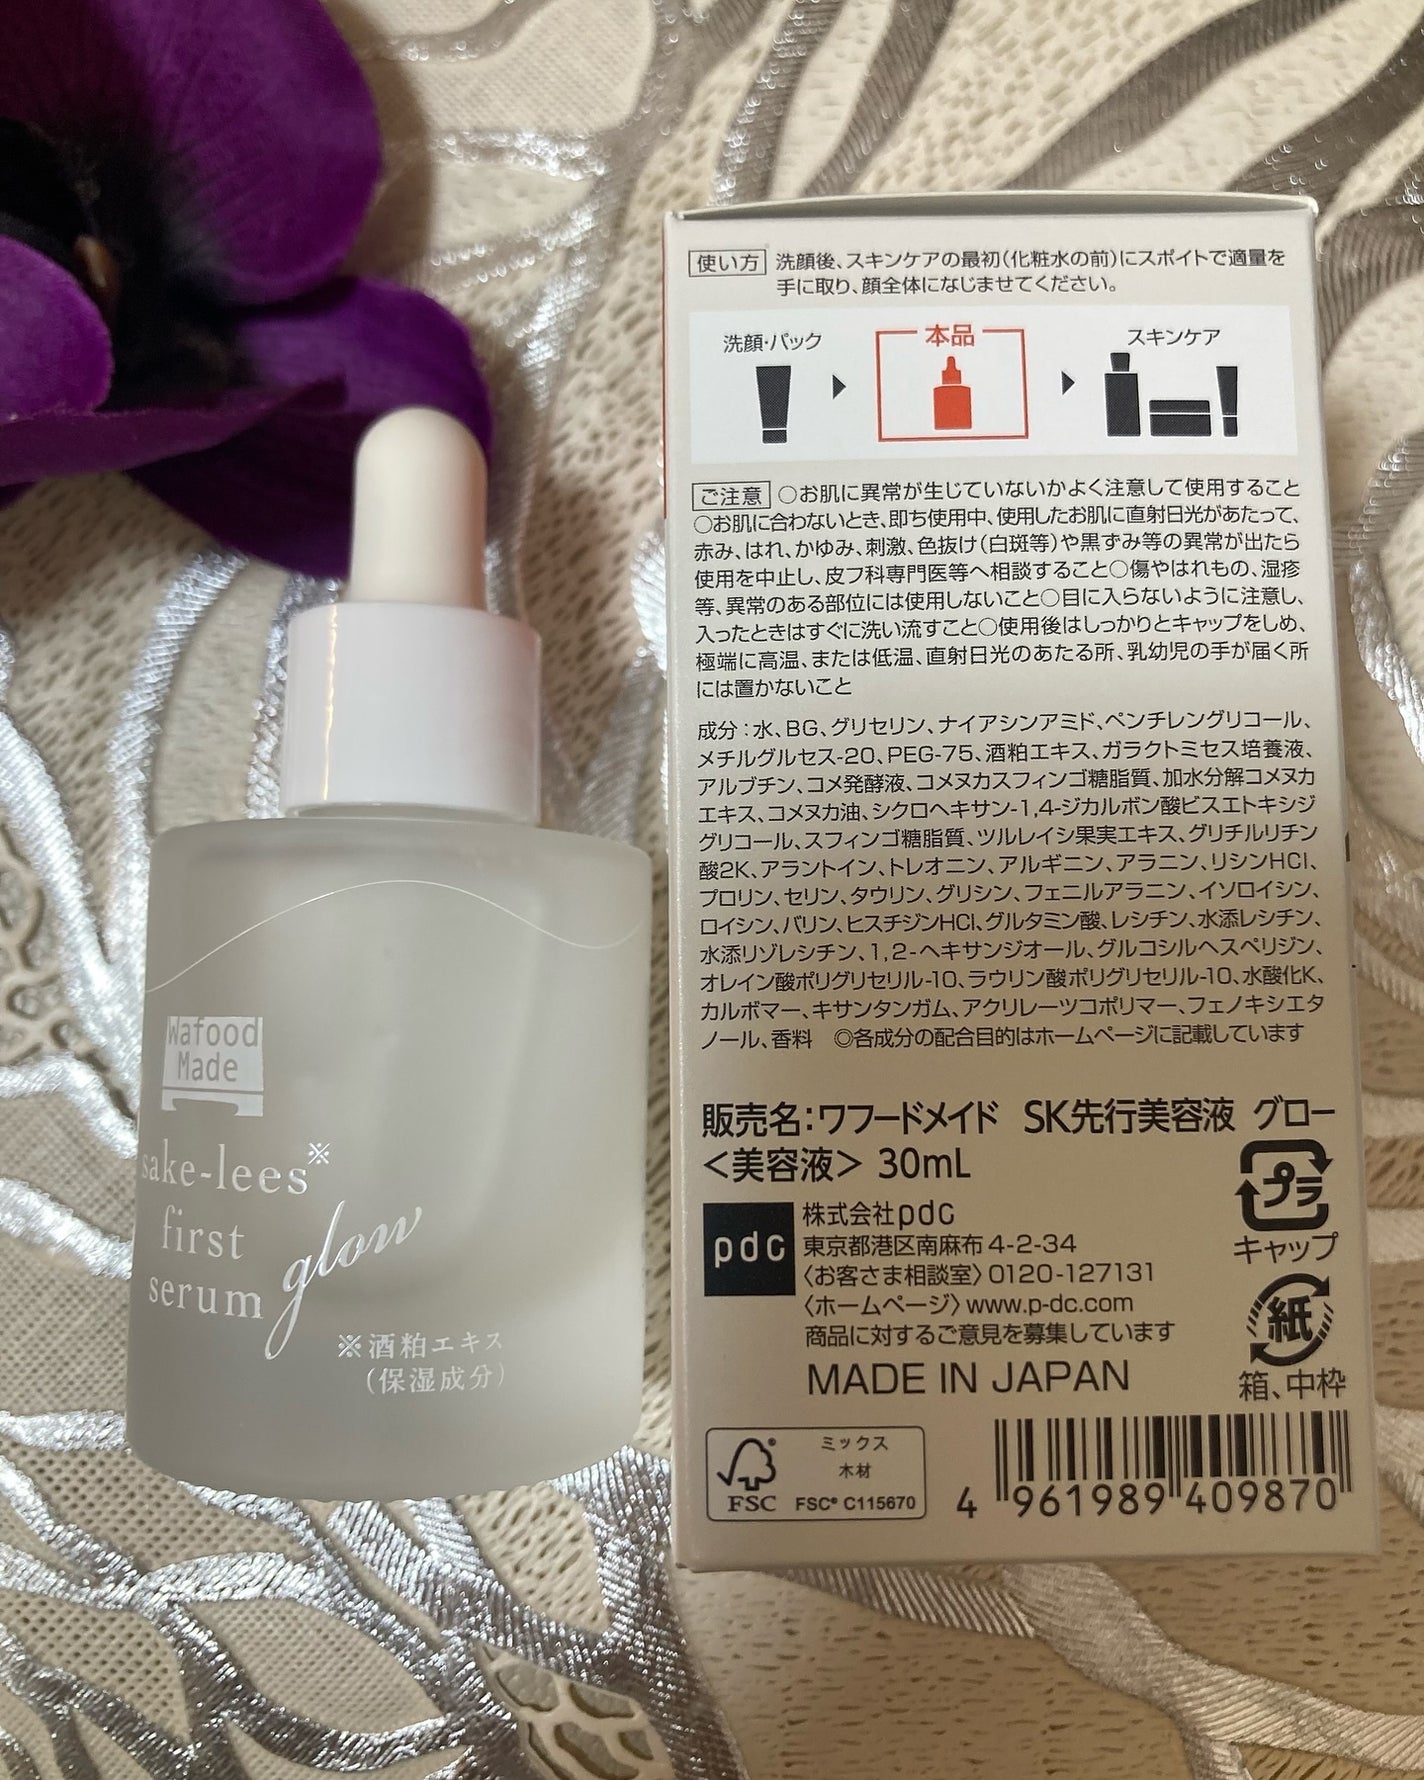 Wafood
Made
sake-lees※
first
serum
glow
※酒粕エキス
(保湿成分)
使い方 洗顔後、スキンケアの最初(化粧水の前)にスポイトで適量を
手に取り、顔全体になじませてください。
洗顔・パック
本品
スキンケア
ご注意 ○お肌に異常が生じていないかよく注意して使用すること
○お肌に合わないとき、即ち使用中、使用したお肌に直射日光があたって、
赤み、はれ、かゆみ、刺激、色抜け(白斑等)や黒ずみ等の異常が出たら
使用を中止し、皮フ科専門医等へ相談すること○傷やはれもの、湿疹
等、異常のある部位には使用しないこと○目に入らないように注意し、
入ったときはすぐに洗い流すこと○使用後はしっかりとキャップをしめ、
極端に高温、または低温、直射日光のあたる所、乳幼児の手が届く所
には置かないこと
成分:水、BG、グリセリン、ナイアシンアミド、ペンチレングリコール、
メチルグルセス-20、PEG-75、酒粕エキス、ガラクトミセス培養液、
アルブチン、コメ発酵液、コメヌカスフィンゴ糖脂質、加水分解コメヌカ
エキス、コメヌカ油、シクロヘキサン-1,4-ジカルボン酸ビスエトキシジ
グリコール、スフィンゴ糖脂質、ツルレイシ果実エキス、グリチルリチン
酸2K、アラントイン、トレオニン、アルギニン、アラニン、リシンHCl、
プロリン、セリン、タウリン、グリシン、フェニルアラニン、イソロイシン、
ロイシン、バリン、ヒスチジンHCl、グルタミン酸、レシチン、水添レシチン、
水添リゾレシチン、1,2-ヘキサンジオール、グルコシルヘスペリジン、
オレイン酸ポリグリセリル-10、ラウリン酸ポリグリセリル-10、水酸化K、
カルボマー、キサンタンガム、アクリレーツコポリマー、フェノキシエタ
ノール、香料 ◎各成分の配合目的はホームページに記載しています
販売名:ワフードメイド SK先行美容液 グロー
<美容液> 30mL
pdc
株式会社pdc
東京都港区南麻布4-2-34
〈お客さま相談室〉0120-127131
〈ホームページ〉www.p-dc.com
商品に対するご意見を募集しています
MADE IN JAPAN
プラ
キャップ
紙
箱、中枠
FSC
ミックス
木材
FSC® C115670
4 961989 409870